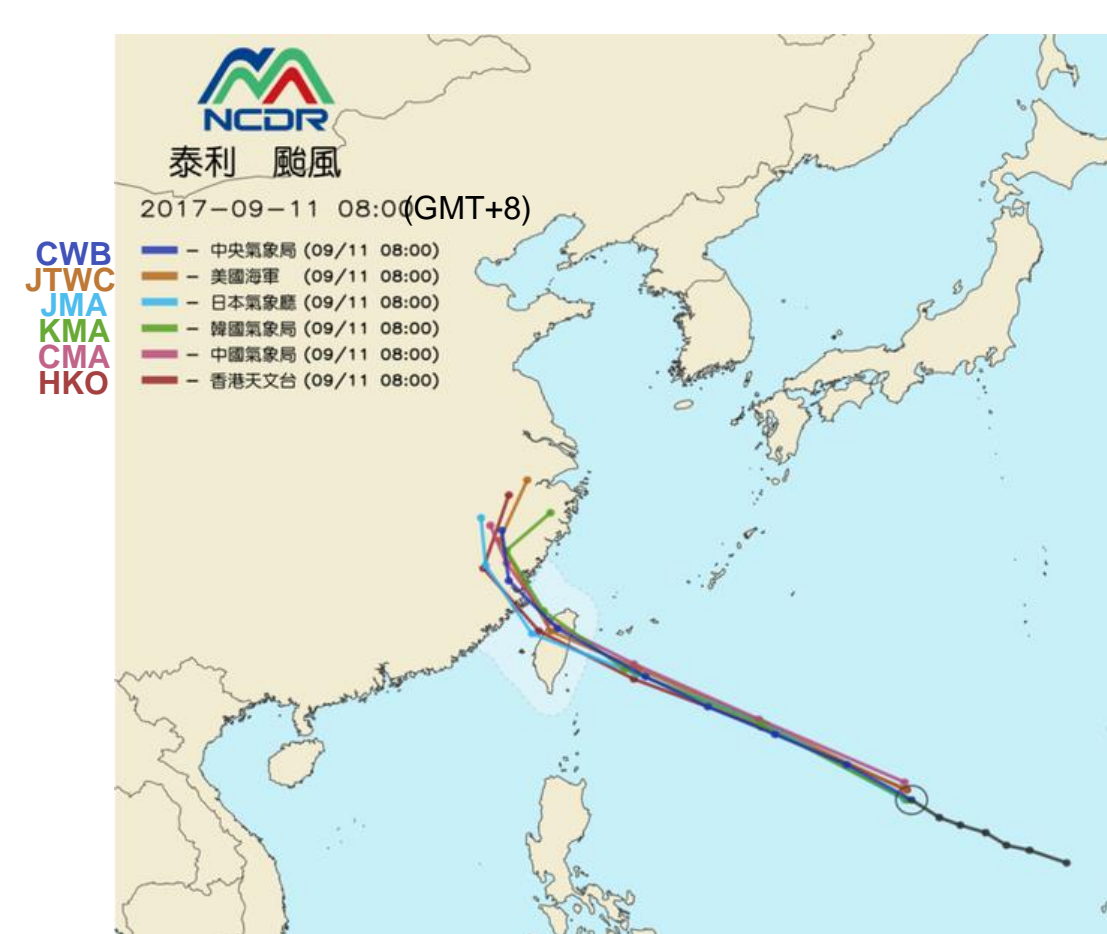 NCDR
泰利 颱風
2017-09-11 08:00(GMT+8)
CWB - 中央氣象局 (09/11 08:00)
JTWC - 美國海軍 (09/11 08:00)
JMA - 日本氣象廳 (09/11 08:00)
KMA - 韓國氣象局 (09/11 08:00)
CMA - 中國氣象局 (09/11 08:00)
HKO - 香港天文台 (09/11 08:00)